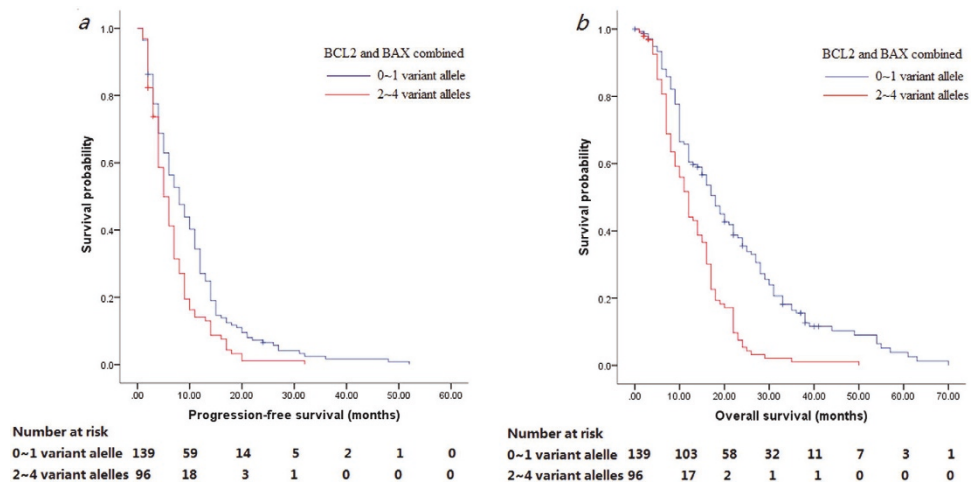 a
BCL2 and BAX combined
0~1 variant allele
2~4 variant alleles
Survival probability
1.0
0.8
0.6
0.4
0.2
0.0
.00 10.00 20.00 30.00 40.00 50.00 60.00
Progression-free survival (months)
Number at risk
0~1 variant alelle 139 59 14 5 2 1 0
2~4 variant alleles 96 18 3 1 0 0 0
b
BCL2 and BAX combined
0~1 variant allele
2~4 variant alleles
Survival probability
1.0
0.8
0.6
0.4
0.2
0.0
.00 10.00 20.00 30.00 40.00 50.00 60.00 70.00
Overall survival (months)
Number at risk
0~1 variant alelle 139 103 58 32 11 7 3 1
2~4 variant alleles 96 17 2 1 1 0 0